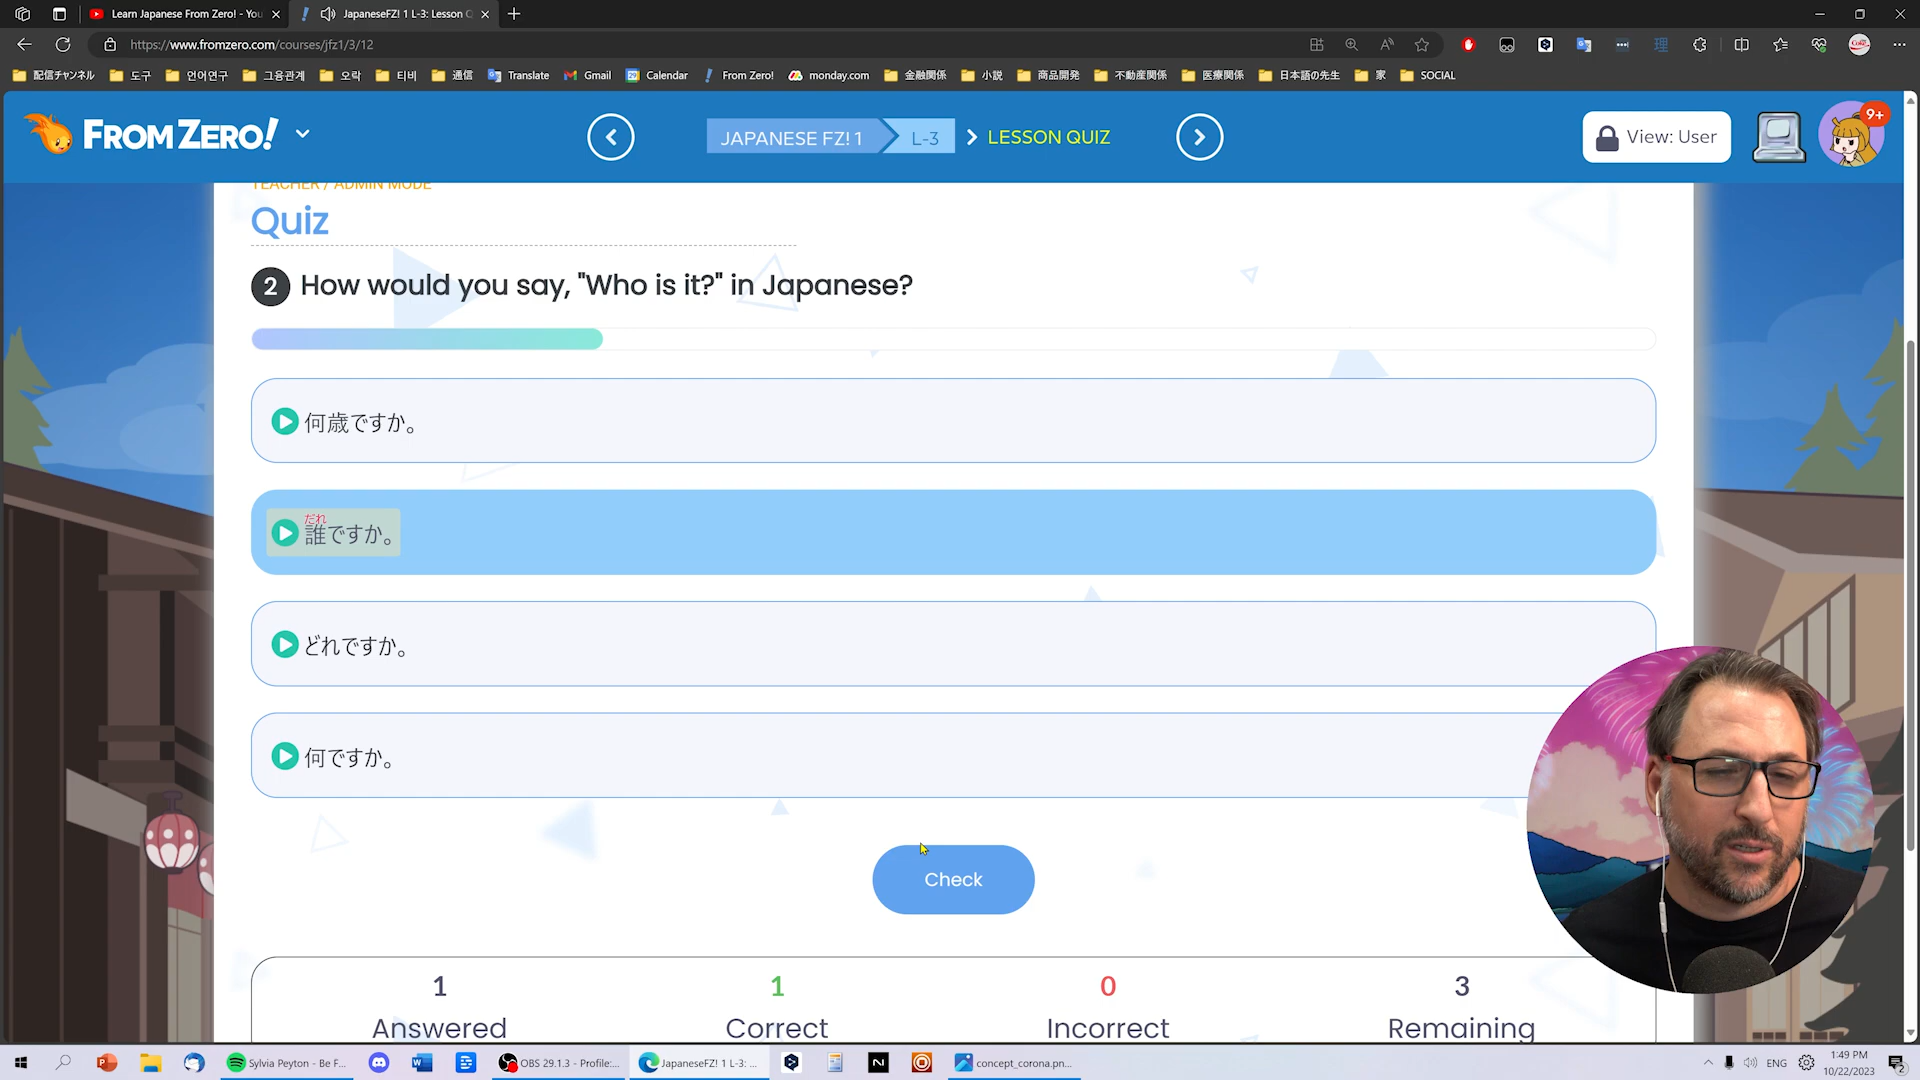 Learn Japanese From Zero! - You
JapaneseFZ! 1 L-3: Lesson Q
https://www.fromzero.com/courses/jfz1/3/12
配信チャンネル
도구
언어연구
그융관계
오락
티비
通信
Translate
Gmail
Calendar
From Zero!
monday.com
金融関係
小説
商品開発
不動産関係
医療関係
日本語の先生
家
SOCIAL
FROM ZERO!
JAPANESE FZ! 1
L-3
LESSON QUIZ
View: User
9+
TEACHER / ADMIN MODE
Quiz
2 How would you say, "Who is it?" in Japanese?
何歳ですか。
だれ
誰ですか。
どれですか。
何ですか。
Check
1 1 0 3
Answered Correct Incorrect Remaining
Sylvia Peyton - Be F...
OBS 29.1.3 - Profile:...
JapaneseFZ! 1 L-3: ...
concept_corona.pn...
ENG
1:49 PM
10/22/2023
2